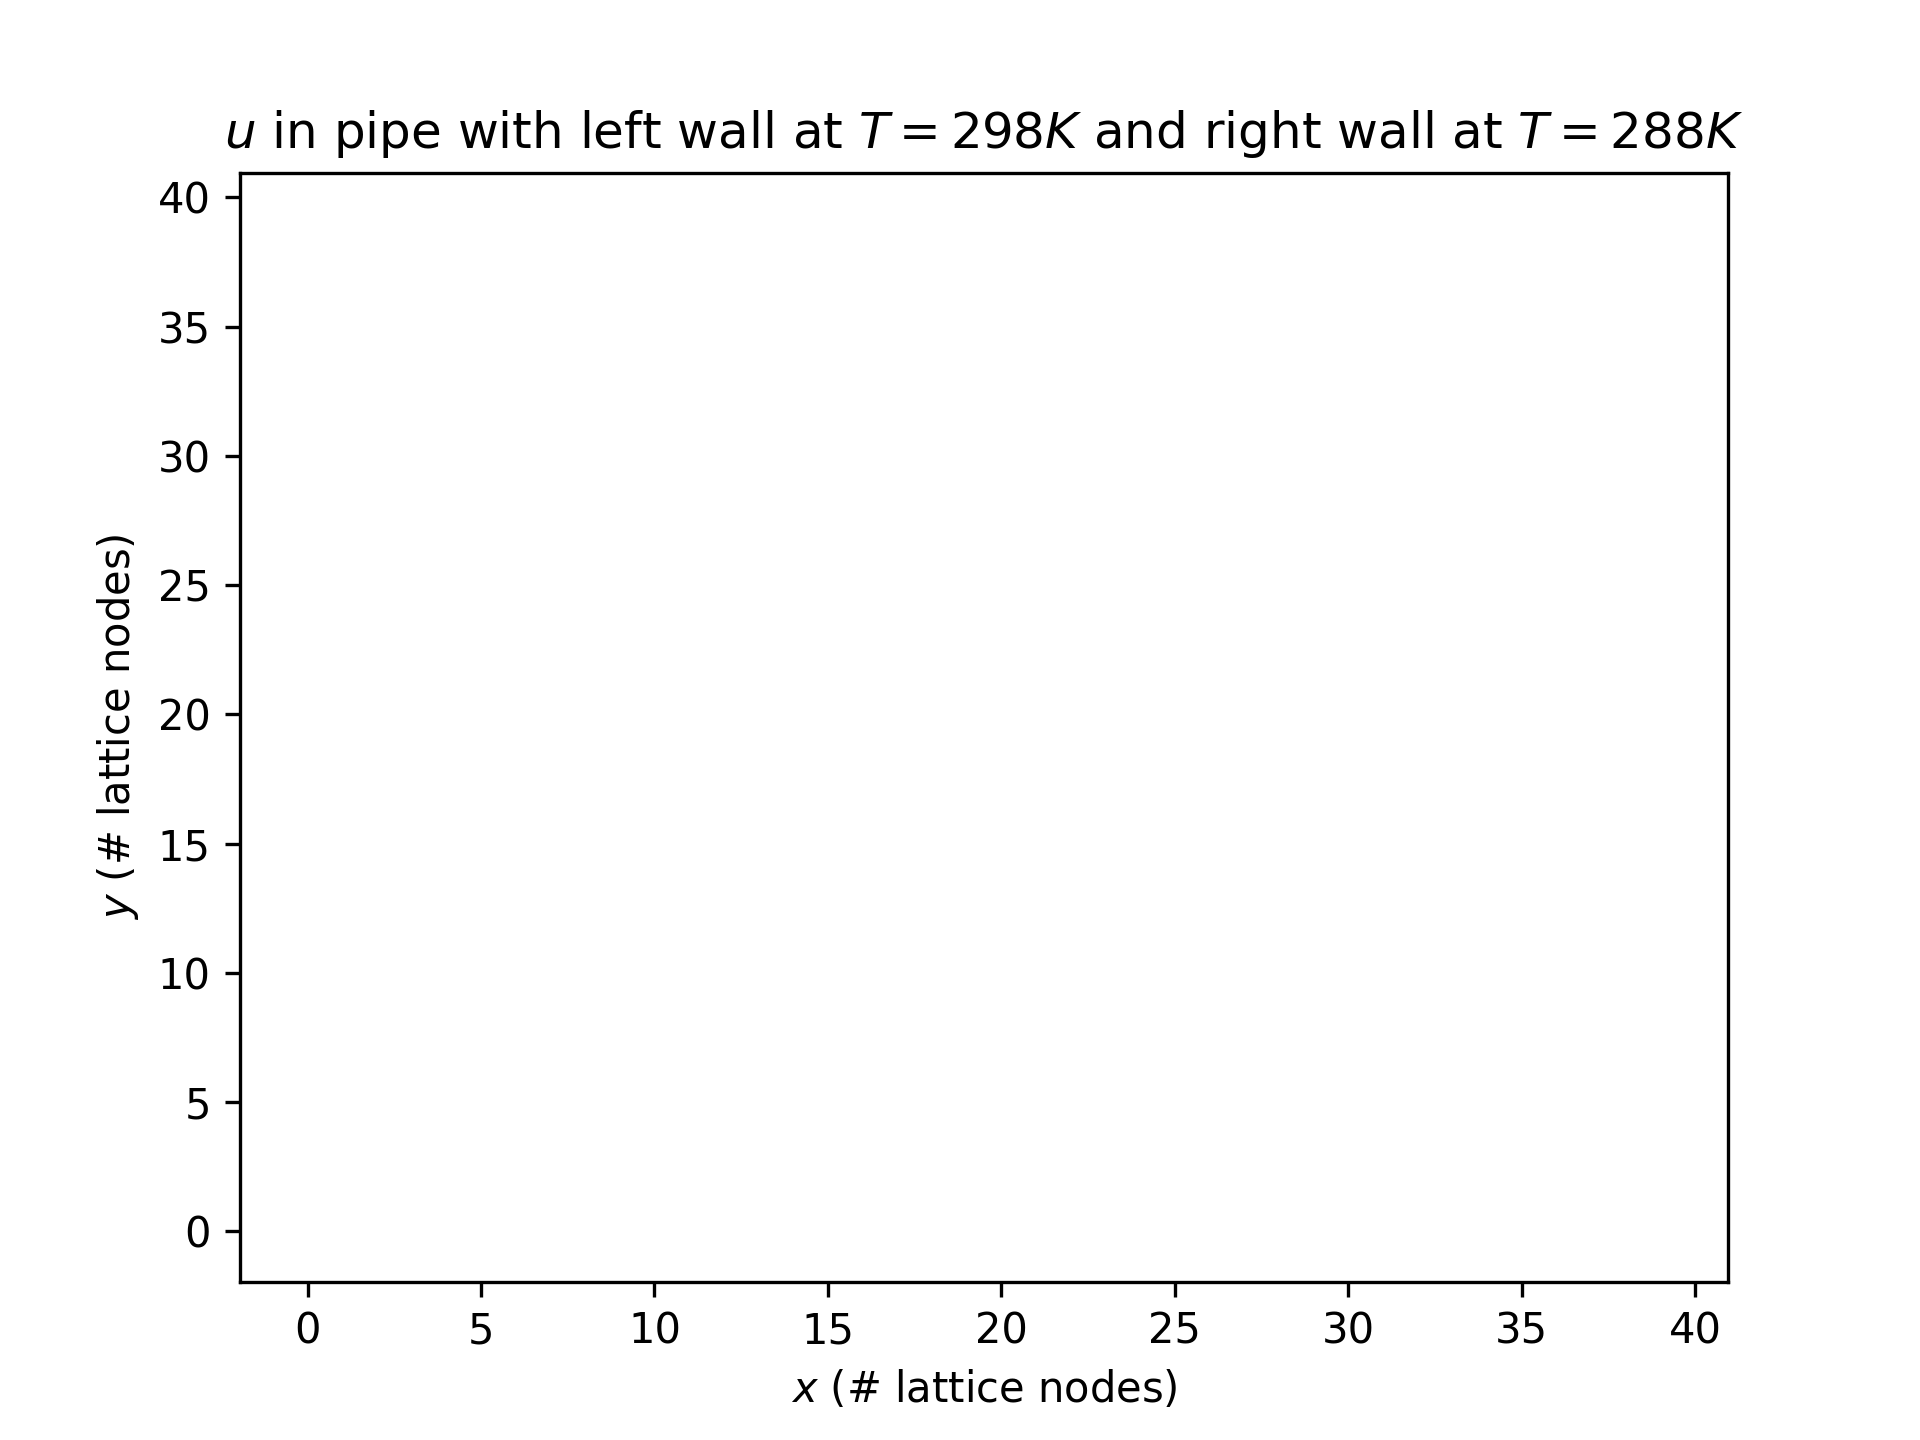 u in pipe with left wall at T = 298K and right wall at T = 288K
40
35
30
25
20
15
10
5
0
y (# lattice nodes)
0 5 10 15 20 25 30 35 40
x (# lattice nodes)